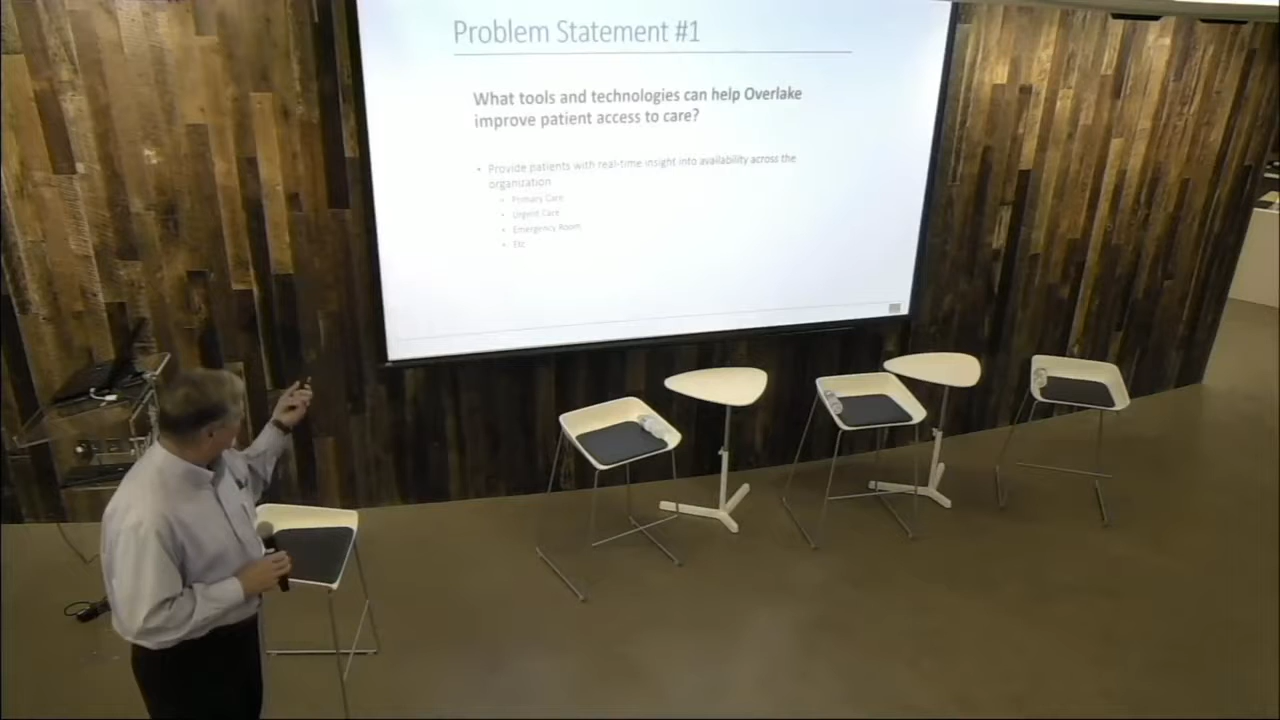 Problem Statement #1
What tools and technologies can help Overlake
improve patient access to care?
• Provide patients with real-time insight into availability across the
organization
• Primary Care
• Urgent Care
• Emergency Room
• Etc